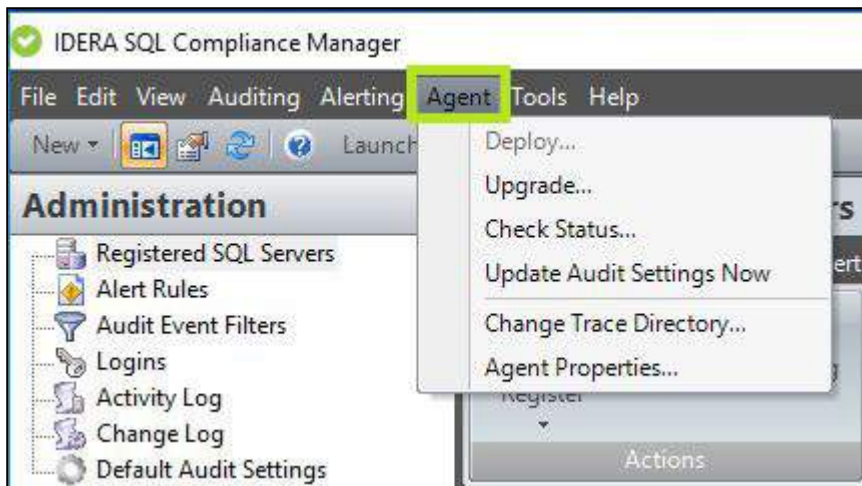 IDERA SQL Compliance Manager
File Edit View Auditing Alerting Agent Tools Help
New Launch
Deploy...
Upgrade...
Check Status...
Update Audit Settings Now
Change Trace Directory...
Agent Properties...
Administration
Registered SQL Servers
Alert Rules
Audit Event Filters
Logins
Activity Log
Change Log
Default Audit Settings
Register
Actions